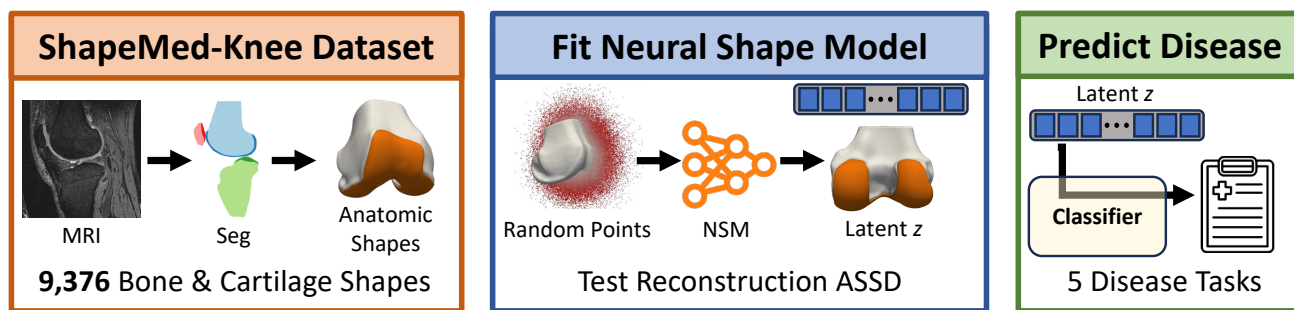 ShapeMed-Knee Dataset
MRI
Seg
Anatomic
Shapes
9,376 Bone & Cartilage Shapes
Fit Neural Shape Model
Random Points
NSM
Latent z
Test Reconstruction ASSD
Predict Disease
Latent z
Classifier
5 Disease Tasks